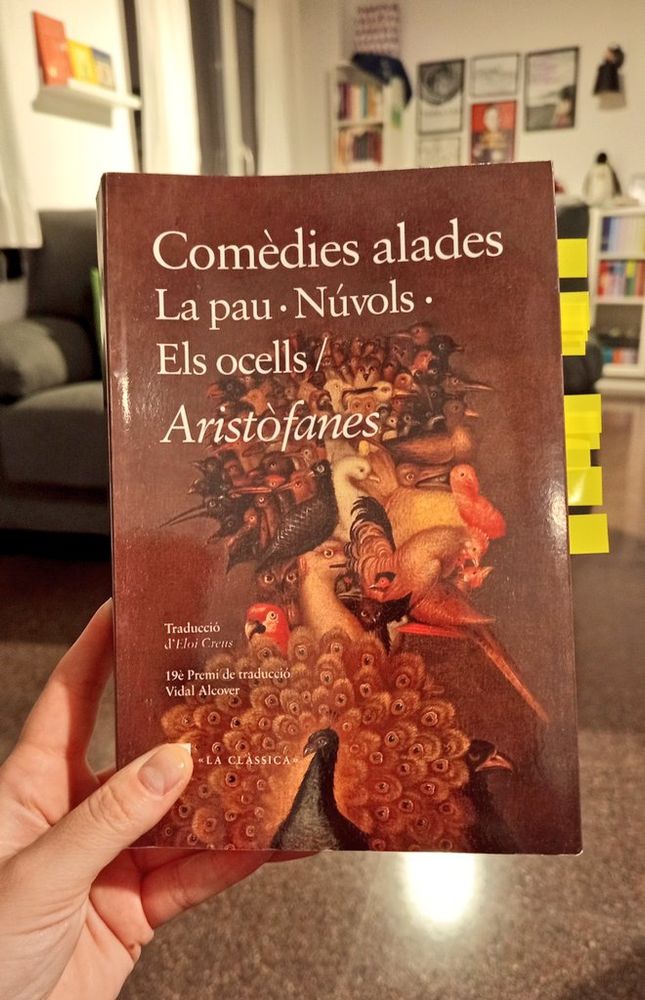 Comèdies alades
La pau · Núvols ·
Els ocells /
Aristòfanes
Traducció
d'Eloi Creus
19è Premi de traducció
Vidal Alcover
«LA CLÀSSICA»